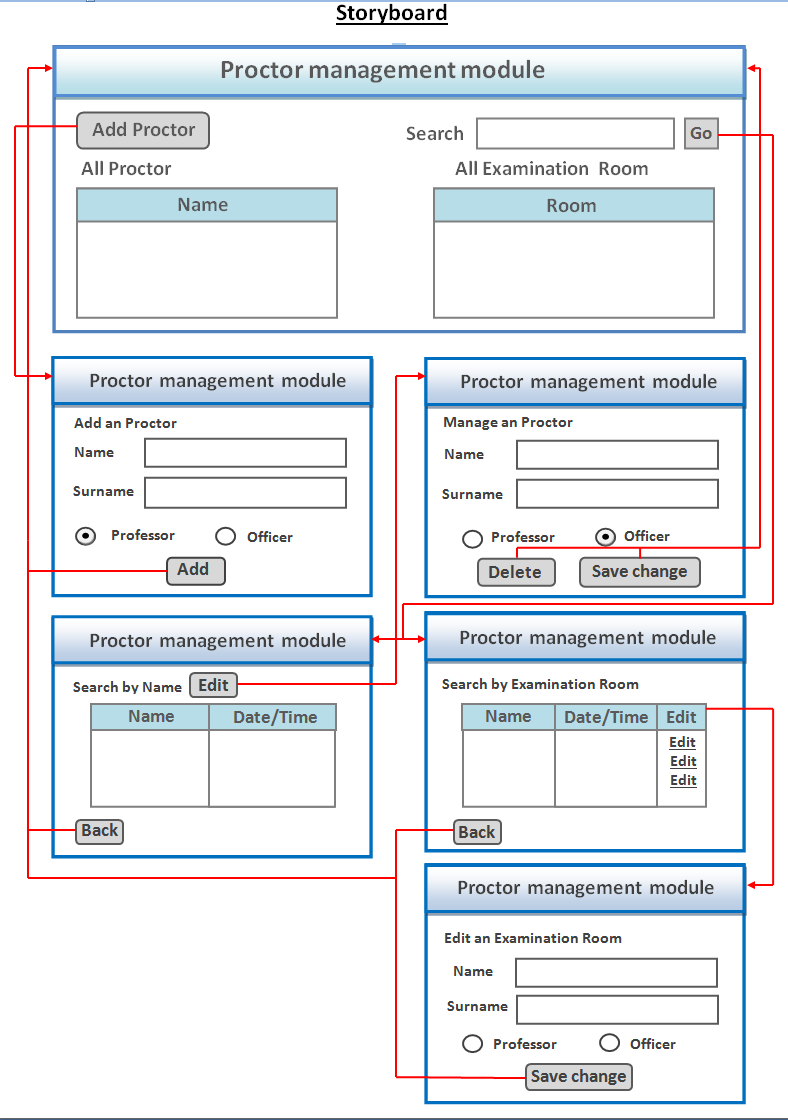 Storyboard
Proctor management module
Add Proctor
Search
Go
All Proctor
All Examination Room
Name
Room
Proctor management module
Add an Proctor
Name
Surname
Professor
Officer
Add
Proctor management module
Manage an Proctor
Name
Surname
Professor
Officer
Delete
Save change
Proctor management module
Search by Name
Edit
Name
Date/Time
Back
Proctor management module
Search by Examination Room
Name
Date/Time
Edit
Edit
Edit
Edit
Back
Proctor management module
Edit an Examination Room
Name
Surname
Professor
Officer
Save change